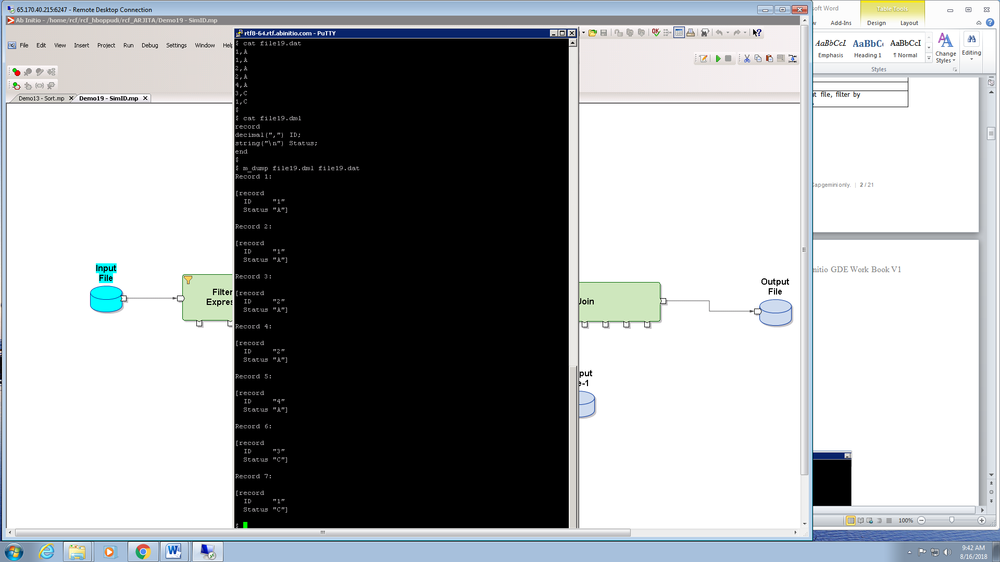 65.170.40.215:6247 - Remote Desktop Connection
Ab Initio - /home/rcf/rcf_hboppudi/rcf_ARJITA/Demo19 - SimID.mp
File Edit View Insert Project Run Debug Settings Window Help
Demo13 - Sort.mp
Demo19 - SimID.mp
Input
File
Filter
Join
Output
File
rtf8-64.rtf.abinitio.com - PuTTY
$ cat file19.dat
1,A
1,A
2,A
2,A
4,A
3,C
1,C
$
$ cat file19.dml
record
decimal(",") ID;
string("\n") Status;
end
$
$ m_dump file19.dml file19.dat
Record 1:
[record
ID "1"
Status "A"]
Record 2:
[record
ID "1"
Status "A"]
Record 3:
[record
ID "2"
Status "A"]
Record 4:
[record
ID "2"
Status "A"]
Record 5:
[record
ID "4"
Status "A"]
Record 6:
[record
ID "3"
Status "C"]
Record 7:
[record
ID "1"
Status "C"]
$
OK
soft Word
Table Tools
Add-Ins Design Layout
AaBbCcI AaBbC AaBbCcI
Emphasis Heading 1 ¶ Normal
Change
Styles
Editing
Styles
file, filter by
Capgemini only. | 2 / 21
nitio GDE Work Book V1
100%
9:42 AM
8/16/2018